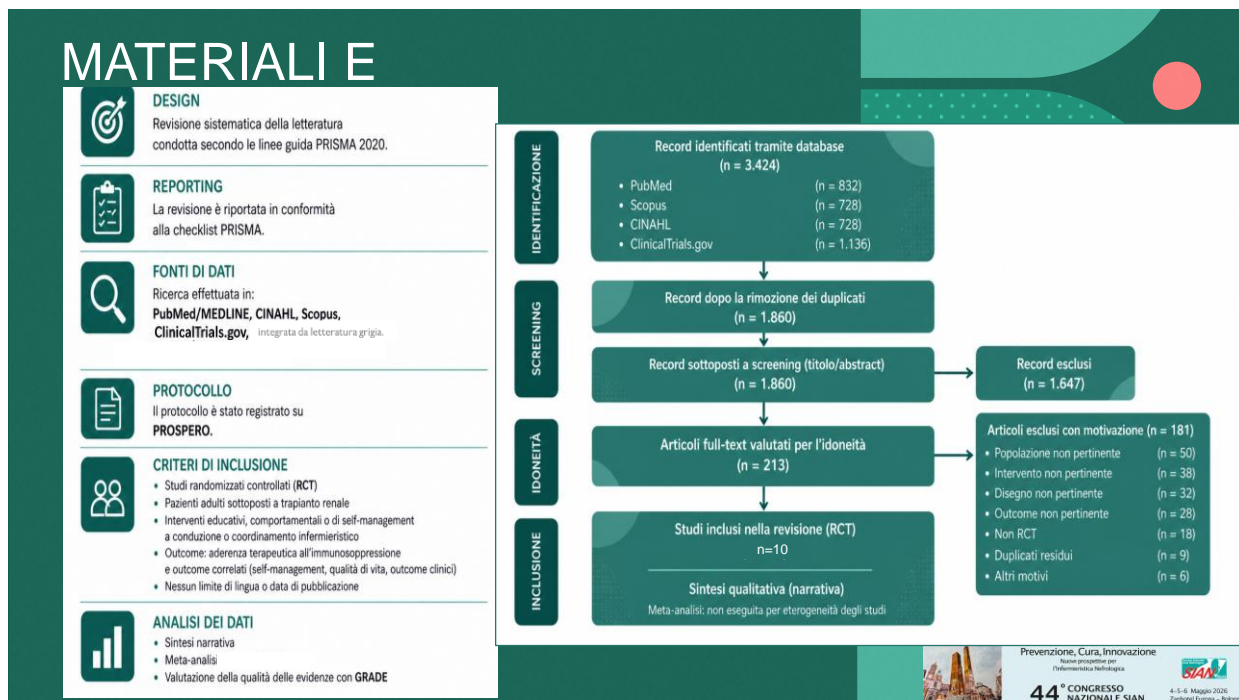 MATERIALI E
DESIGN
Revisione sistematica della letteratura
condotta secondo le linee guida PRISMA 2020.
REPORTING
La revisione è riportata in conformità
alla checklist PRISMA.
FONTI DI DATI
Ricerca effettuata in:
PubMed/MEDLINE, CINAHL, Scopus,
ClinicalTrials.gov, integrata da letteratura grigia.
PROTOCOLLO
Il protocollo è stato registrato su
PROSPERO.
CRITERI DI INCLUSIONE
• Studi randomizzati controllati (RCT)
• Pazienti adulti sottoposti a trapianto renale
• Interventi educativi, comportamentali o di self-management
a conduzione o coordinamento infermieristico
• Outcome: aderenza terapeutica all'immunosoppressione
e outcome correlati (self-management, qualità di vita, outcome clinici)
• Nessun limite di lingua o data di pubblicazione
ANALISI DEI DATI
• Sintesi narrativa
• Meta-analisi
• Valutazione della qualità delle evidenze con GRADE
IDENTIFICAZIONE
Record identificati tramite database
(n = 3.424)
• PubMed (n = 832)
• Scopus (n = 728)
• CINAHL (n = 728)
• ClinicalTrials.gov (n = 1.136)
SCREENING
Record dopo la rimozione dei duplicati
(n = 1.860)
Record sottoposti a screening (titolo/abstract)
(n = 1.860)
Record esclusi
(n = 1.647)
IDONEITÀ
Articoli full-text valutati per l'idoneità
(n = 213)
Articoli esclusi con motivazione (n = 181)
• Popolazione non pertinente (n = 50)
• Intervento non pertinente (n = 38)
• Disegno non pertinente (n = 32)
• Outcome non pertinente (n = 28)
• Non RCT (n = 18)
• Duplicati residui (n = 9)
• Altri motivi (n = 6)
INCLUSIONE
Studi inclusi nella revisione (RCT)
n=10
Sintesi qualitativa (narrativa)
Meta-analisi: non eseguita per eterogeneità degli studi
Prevenzione, Cura, Innovazione
Nuove prospettive per
l'Infermieristica Nefrologica
SIAN
44° CONGRESSO
NAZIONALE SIAN
4-5-6 Maggio 2026